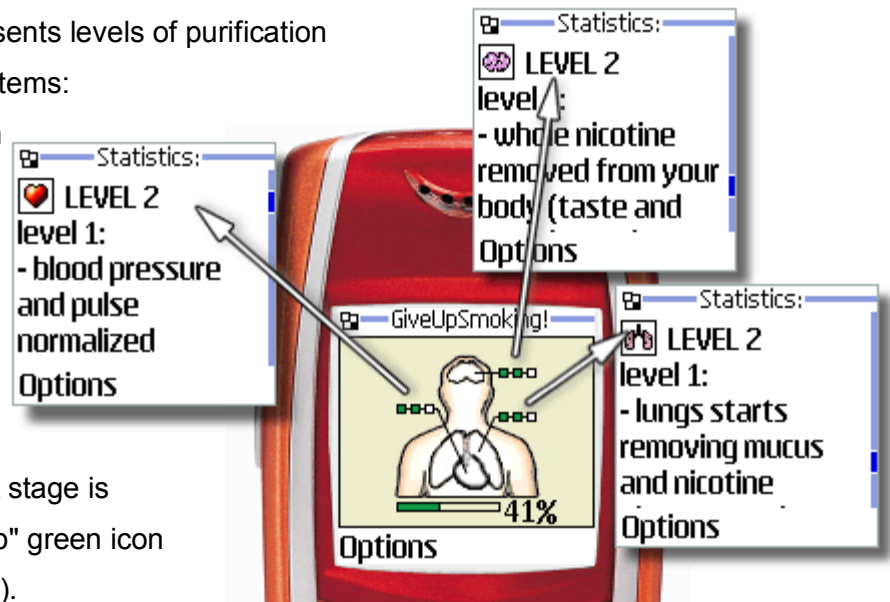 sents levels of purification
tems:
Statistics:
LEVEL 2
level 1:
- blood pressure
and pulse
normalized
Options
Statistics:
LEVEL 2
level
- whole nicotine
removed from your
body (taste and
Options
GiveUpSmoking!
41%
Options
Statistics:
LEVEL 2
level 1:
- lungs starts
removing mucus
and nicotine
Options
stage is
" green icon
).